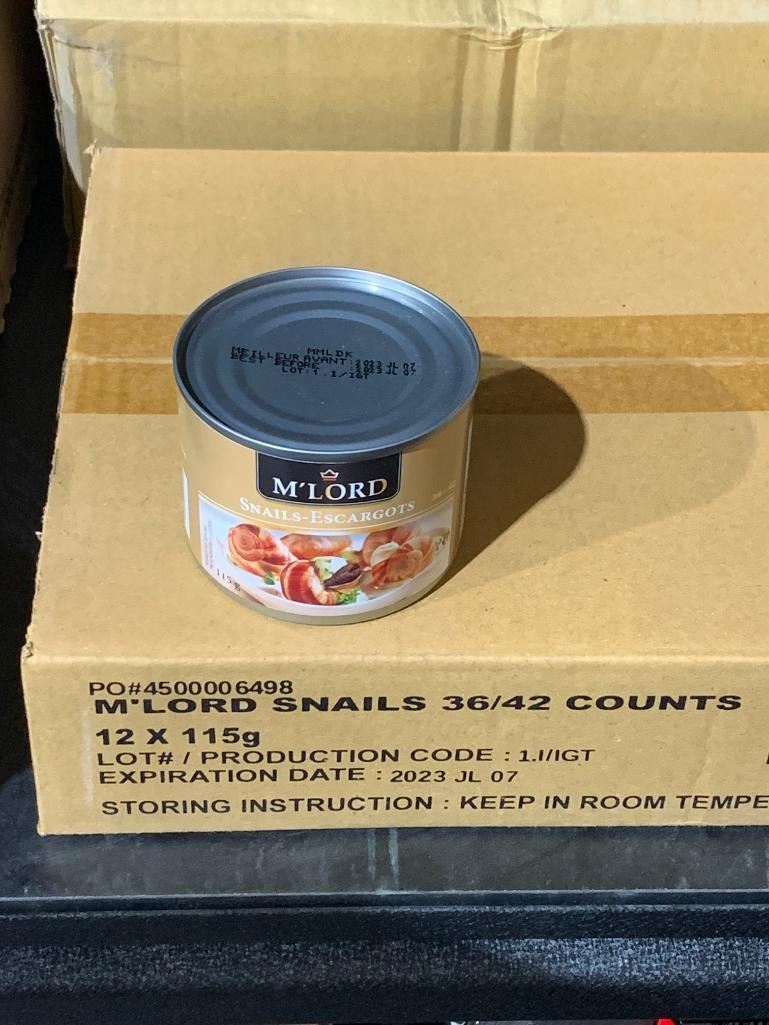 MMLDK
MEILLEUR AVANT : 2023 JL 07
BEST BEFORE : 2023 JL 07
LOT: 1.I/IGT
M'LORD
SNAILS-ESCARGOTS
36-42
115g
PO#4500006498
M'LORD SNAILS 36/42 COUNTS
12 X 115g
LOT# / PRODUCTION CODE : 1.I/IGT
EXPIRATION DATE : 2023 JL 07
STORING INSTRUCTION : KEEP IN ROOM TEMPE